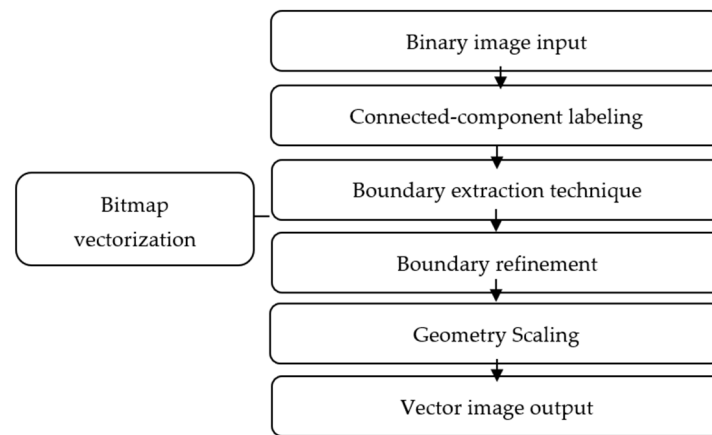 Binary image input
Connected-component labeling
Boundary extraction technique
Bitmap
vectorization
Boundary refinement
Geometry Scaling
Vector image output